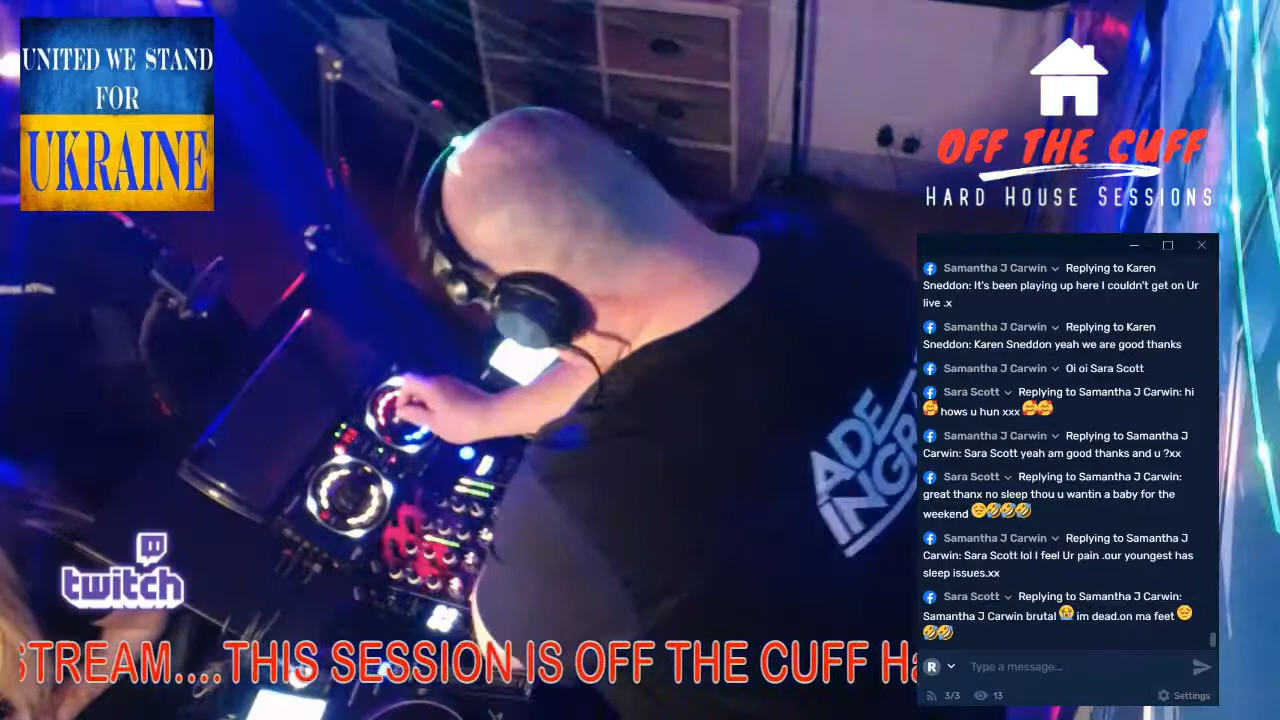 UNITED WE STAND
FOR
UKRAINE
OFF THE CUFF
HARD HOUSE SESSIONS
Samantha J Carwin Replying to Karen
Sneddon: It's been playing up here I couldn't get on Ur
live .x
Samantha J Carwin Replying to Karen
Sneddon: Karen Sneddon yeah we are good thanks
Samantha J Carwin Oi oi Sara Scott
Sara Scott Replying to Samantha J Carwin: hi
🥰 hows u hun xxx 🥰🥰
Samantha J Carwin Replying to Samantha J
Carwin: Sara Scott yeah am good thanks and u ?xx
Sara Scott Replying to Samantha J Carwin:
great thanx no sleep thou u wantin a baby for the
weekend 😌🤣🤣🤣
Samantha J Carwin Replying to Samantha J
Carwin: Sara Scott lol I feel Ur pain .our youngest has
sleep issues.xx
Sara Scott Replying to Samantha J Carwin:
Samantha J Carwin brutal 😭 im dead.on ma feet 😌
🤣🤣
R Type a message...
3/3 13 Settings
ADE
twitch
STREAM....THIS SESSION IS OFF THE CUFF Ha